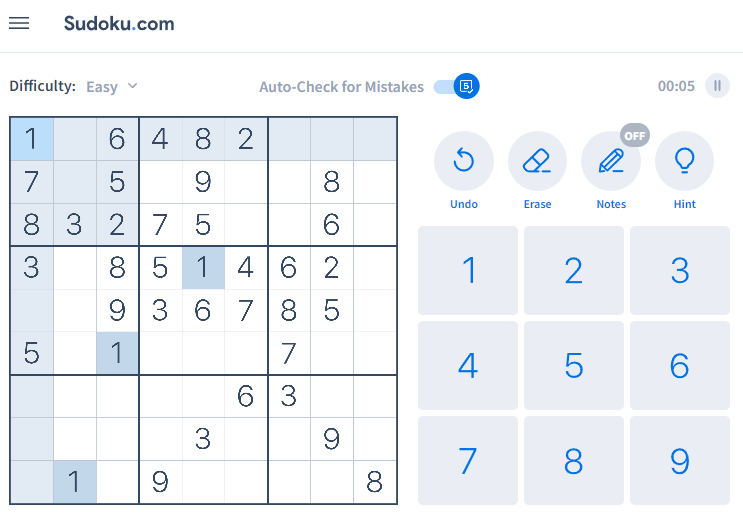 Sudoku.com
Difficulty: Easy
Auto-Check for Mistakes
00:05
1 6 4 8 2
7 5 9 8
8 3 2 7 5 6
3 8 5 1 4 6 2
9 3 6 7 8 5
5 1 7
6 3
3 9
1 9 8
OFF
Undo Erase Notes Hint
1 2 3
4 5 6
7 8 9